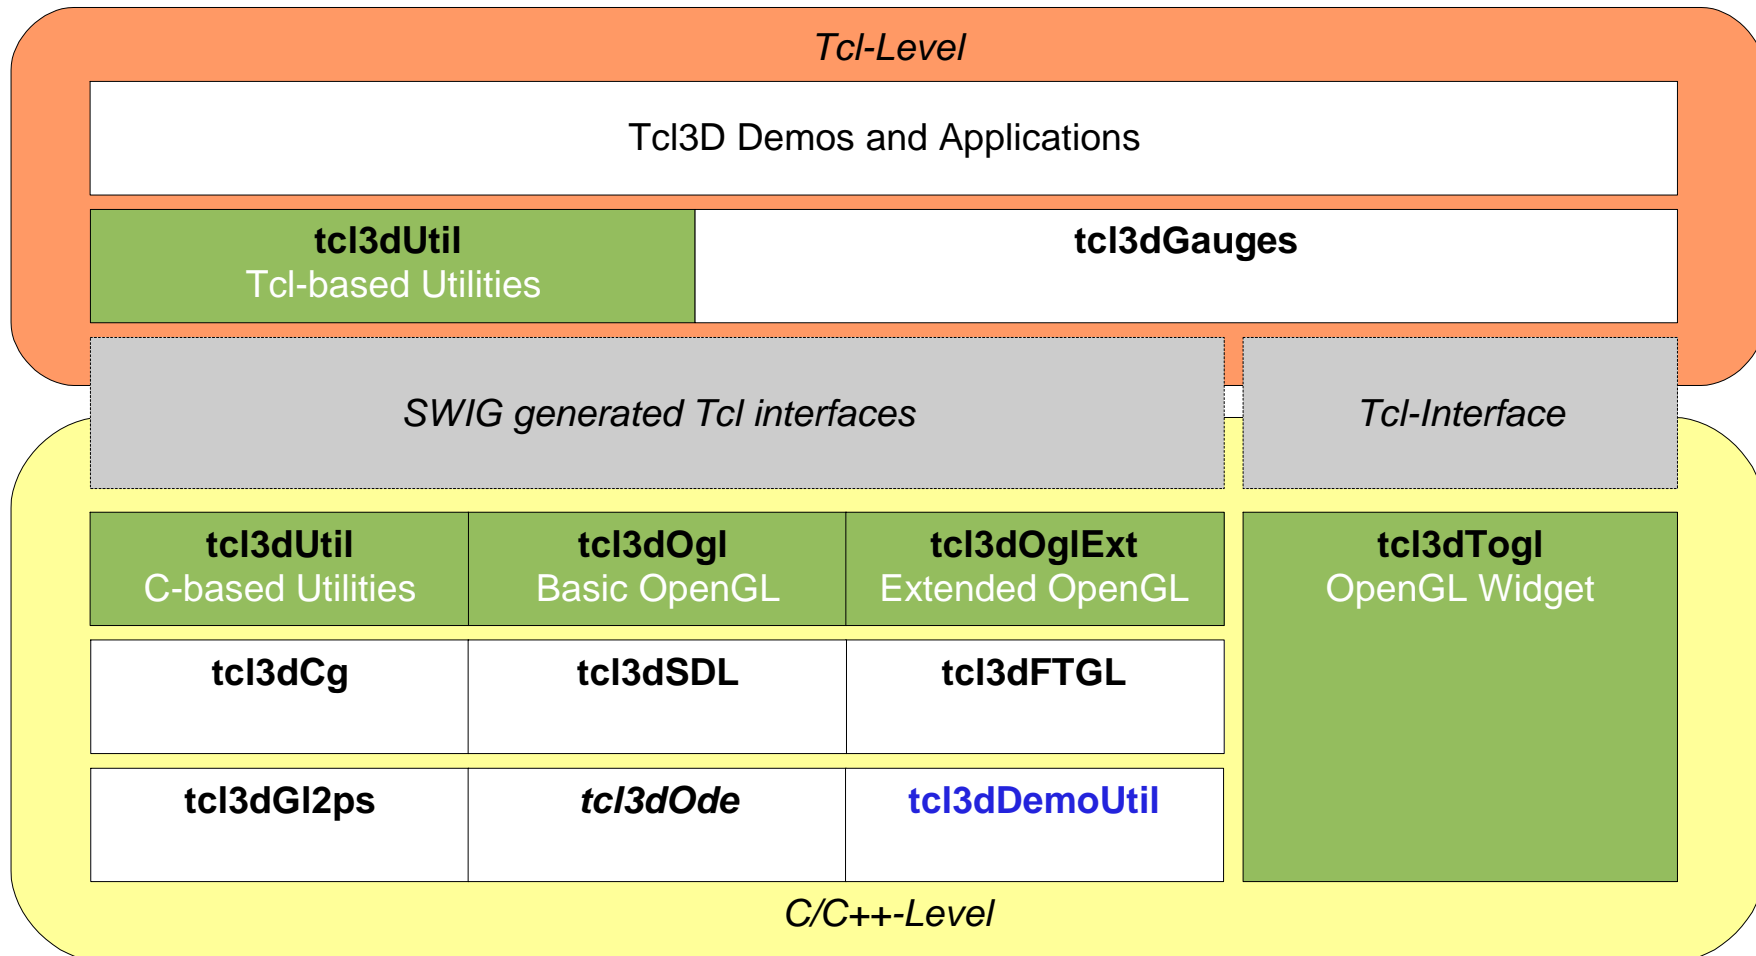 Tcl-Level
Tcl3D Demos and Applications
tcl3dUtil
Tcl-based Utilities
tcl3dGauges
SWIG generated Tcl interfaces
Tcl-Interface
tcl3dUtil
C-based Utilities
tcl3dOgl
Basic OpenGL
tcl3dOglExt
Extended OpenGL
tcl3dTogl
OpenGL Widget
tcl3dCg
tcl3dSDL
tcl3dFTGL
tcl3dGl2ps
tcl3dOde
tcl3dDemoUtil
C/C++-Level